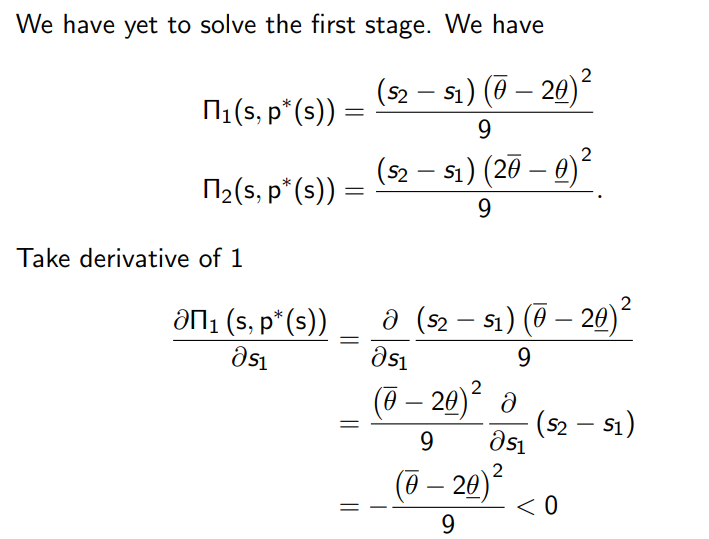 We have yet to solve the first stage. We have
Π₁(s, p*(s)) = (s₂ − s₁) (θ̅ − 2θ̲)² / 9
Π₂(s, p*(s)) = (s₂ − s₁) (2θ̅ − θ̲)² / 9 .
Take derivative of 1
∂Π₁ (s, p*(s)) / ∂s₁ = ∂/∂s₁ (s₂ − s₁) (θ̅ − 2θ̲)² / 9
= (θ̅ − 2θ̲)² / 9 ∂/∂s₁ (s₂ − s₁)
= − (θ̅ − 2θ̲)² / 9 < 0